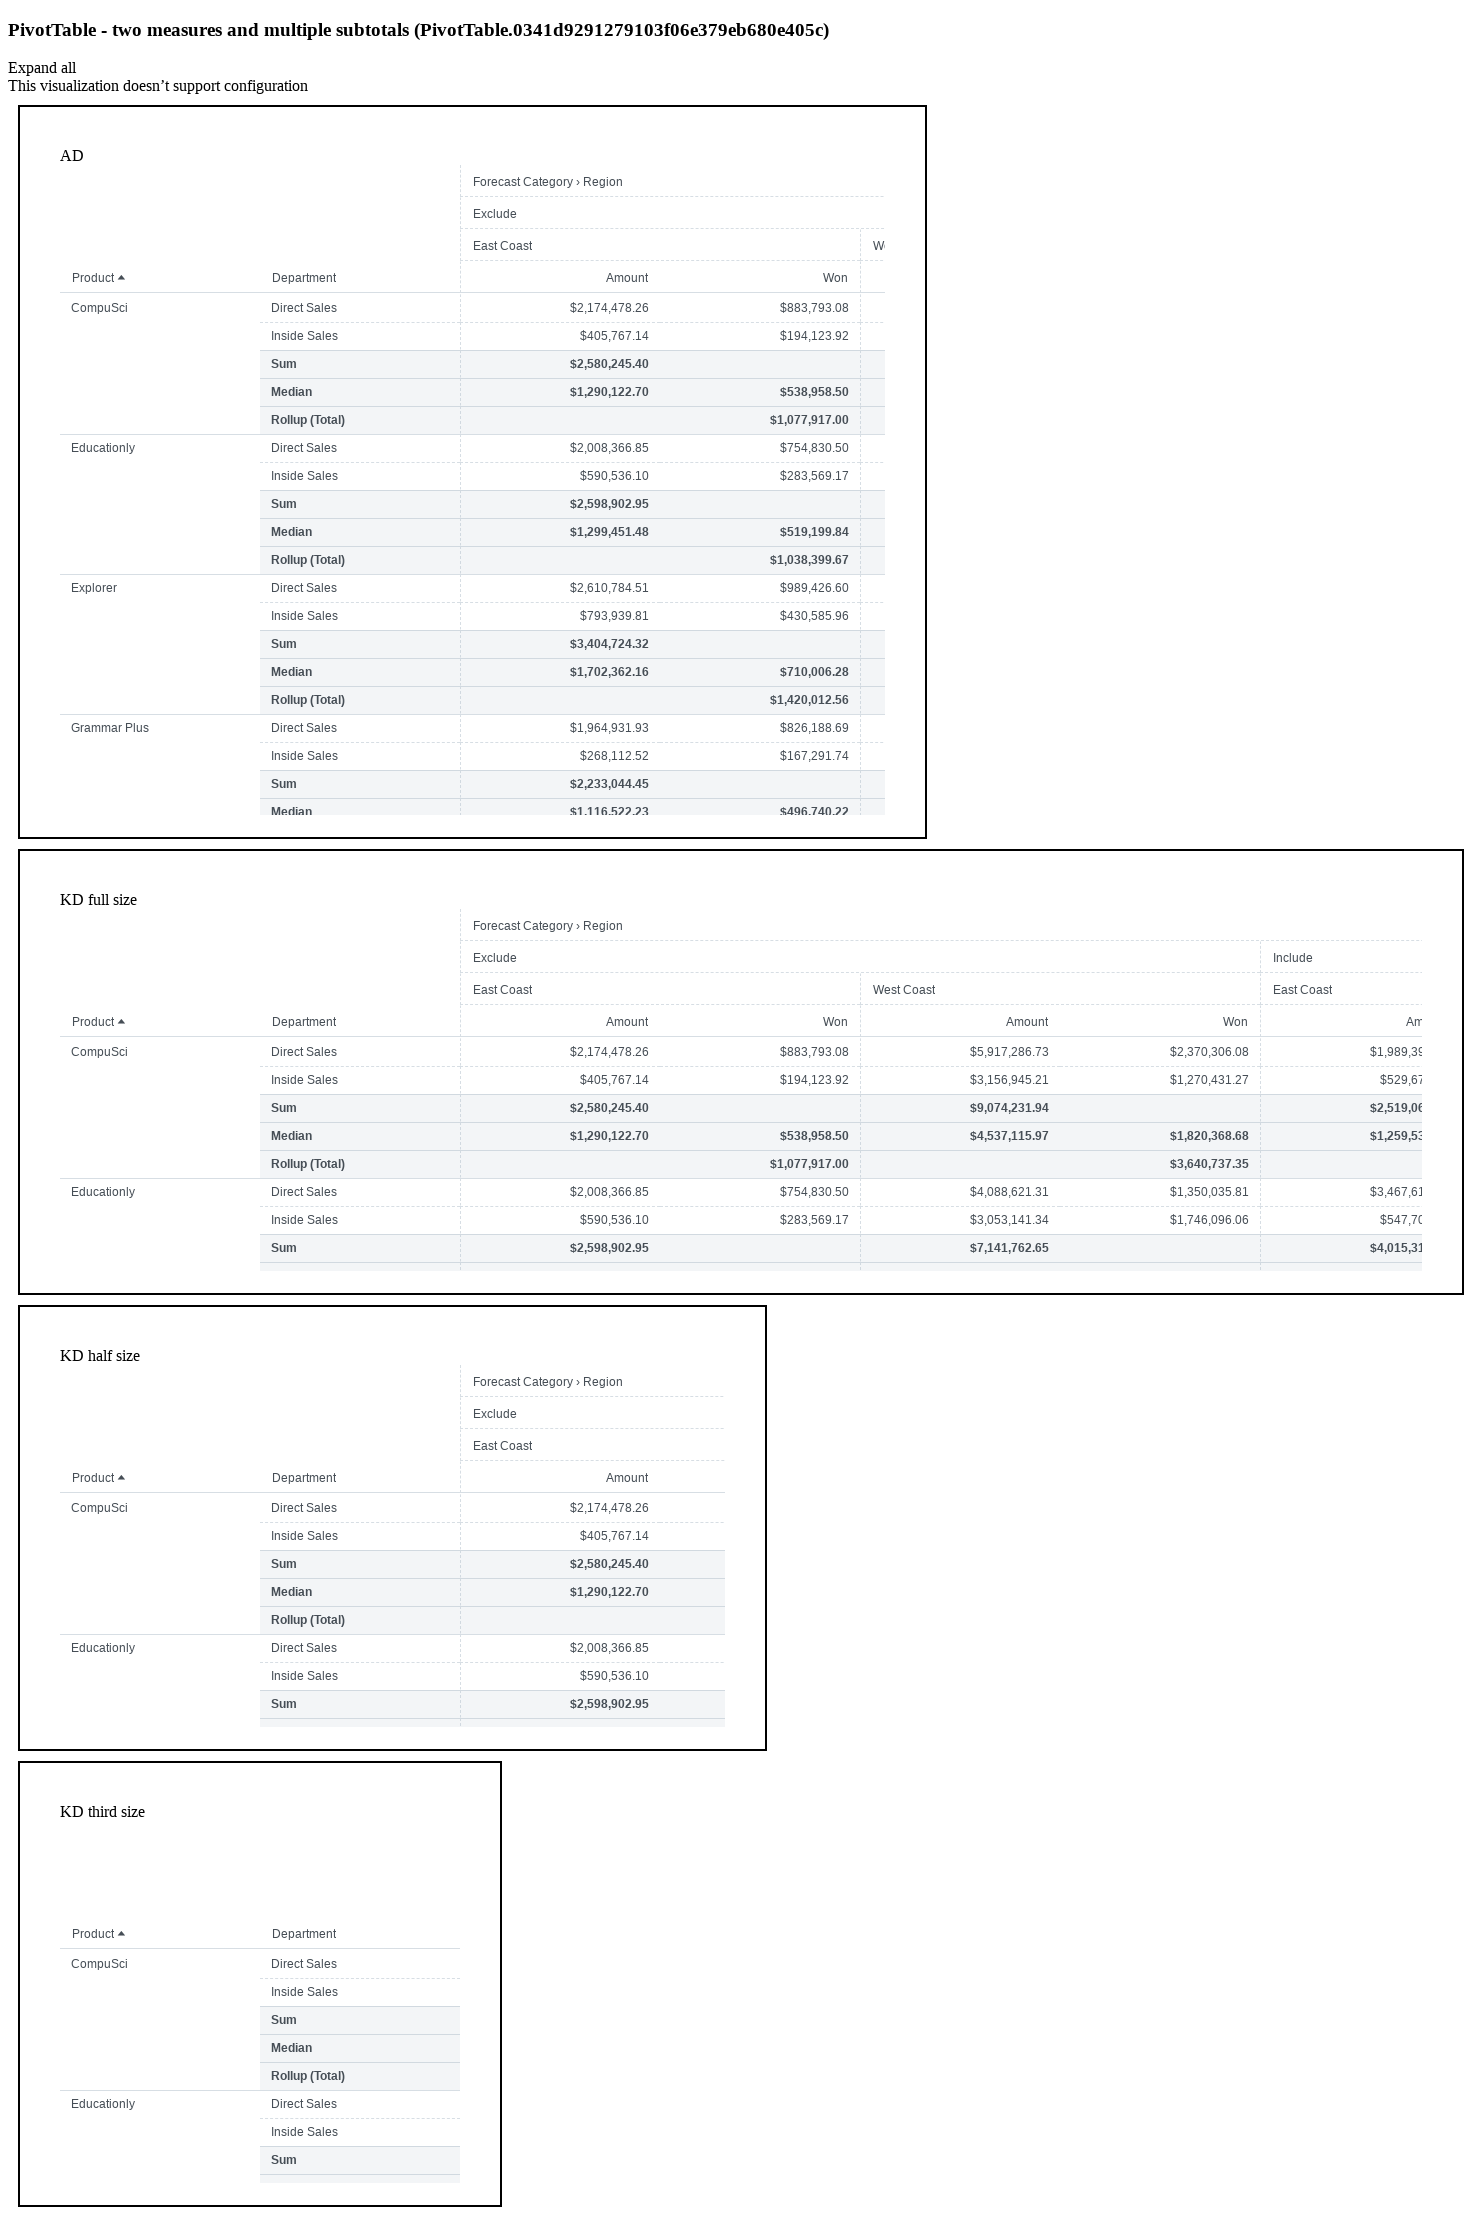 PivotTable - two measures and multiple subtotals (PivotTable.0341d9291279103f06e379eb680e405c)
Expand all
This visualization doesn’t support configuration
AD
Forecast Category › Region
Exclude
East Coast
Product Department Amount Won
CompuSci Direct Sales $2,174,478.26 $883,793.08
Inside Sales $405,767.14 $194,123.92
Sum $2,580,245.40
Median $1,290,122.70 $538,958.50
Rollup (Total) $1,077,917.00
Educationly Direct Sales $2,008,366.85 $754,830.50
Inside Sales $590,536.10 $283,569.17
Sum $2,598,902.95
Median $1,299,451.48 $519,199.84
Rollup (Total) $1,038,399.67
Explorer Direct Sales $2,610,784.51 $989,426.60
Inside Sales $793,939.81 $430,585.96
Sum $3,404,724.32
Median $1,702,362.16 $710,006.28
Rollup (Total) $1,420,012.56
Grammar Plus Direct Sales $1,964,931.93 $826,188.69
Inside Sales $268,112.52 $167,291.74
Sum $2,233,044.45
Median $1,116,522.23 $496,740.22
KD full size
Forecast Category › Region
Exclude Include
East Coast West Coast East Coast
Product Department Amount Won Amount Won Am
CompuSci Direct Sales $2,174,478.26 $883,793.08 $5,917,286.73 $2,370,306.08 $1,989,39
Inside Sales $405,767.14 $194,123.92 $3,156,945.21 $1,270,431.27 $529,67
Sum $2,580,245.40 $9,074,231.94 $2,519,06
Median $1,290,122.70 $538,958.50 $4,537,115.97 $1,820,368.68 $1,259,53
Rollup (Total) $1,077,917.00 $3,640,737.35
Educationly Direct Sales $2,008,366.85 $754,830.50 $4,088,621.31 $1,350,035.81 $3,467,61
Inside Sales $590,536.10 $283,569.17 $3,053,141.34 $1,746,096.06 $547,70
Sum $2,598,902.95 $7,141,762.65 $4,015,31
KD half size
Forecast Category › Region
Exclude
East Coast
Product Department Amount
CompuSci Direct Sales $2,174,478.26
Inside Sales $405,767.14
Sum $2,580,245.40
Median $1,290,122.70
Rollup (Total)
Educationly Direct Sales $2,008,366.85
Inside Sales $590,536.10
Sum $2,598,902.95
KD third size
Product Department
CompuSci Direct Sales
Inside Sales
Sum
Median
Rollup (Total)
Educationly Direct Sales
Inside Sales
Sum